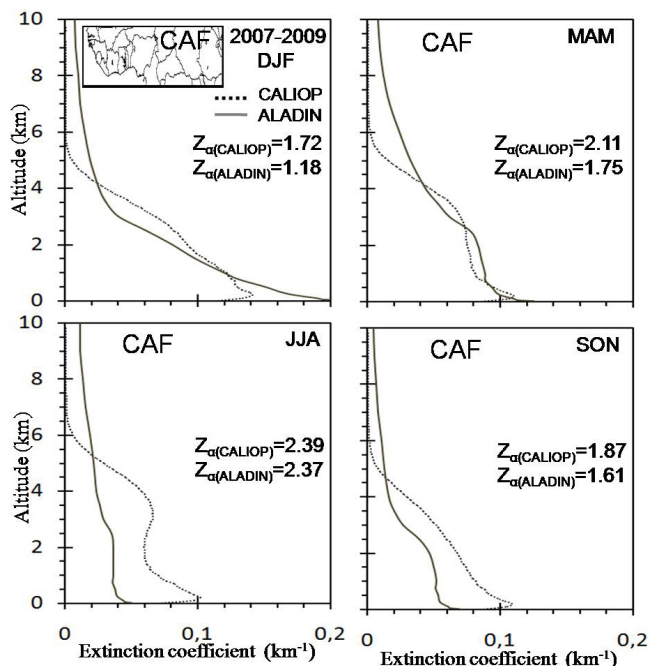 10
8
6
4
2
0
Altitude (km)
CAF
2007-2009
DJF
CALIOP
ALADIN
Zα(CALIOP)=1.72
Zα(ALADIN)=1.18
CAF
MAM
Zα(CALIOP)=2.11
Zα(ALADIN)=1.75
10
8
6
4
2
0
Altitude (km)
CAF
JJA
Zα(CALIOP)=2.39
Zα(ALADIN)=2.37
0
0,1
0,2
Extinction coefficient (km-1)
CAF
SON
Zα(CALIOP)=1.87
Zα(ALADIN)=1.61
0
0,1
0,2
Extinction coefficient (km-1)